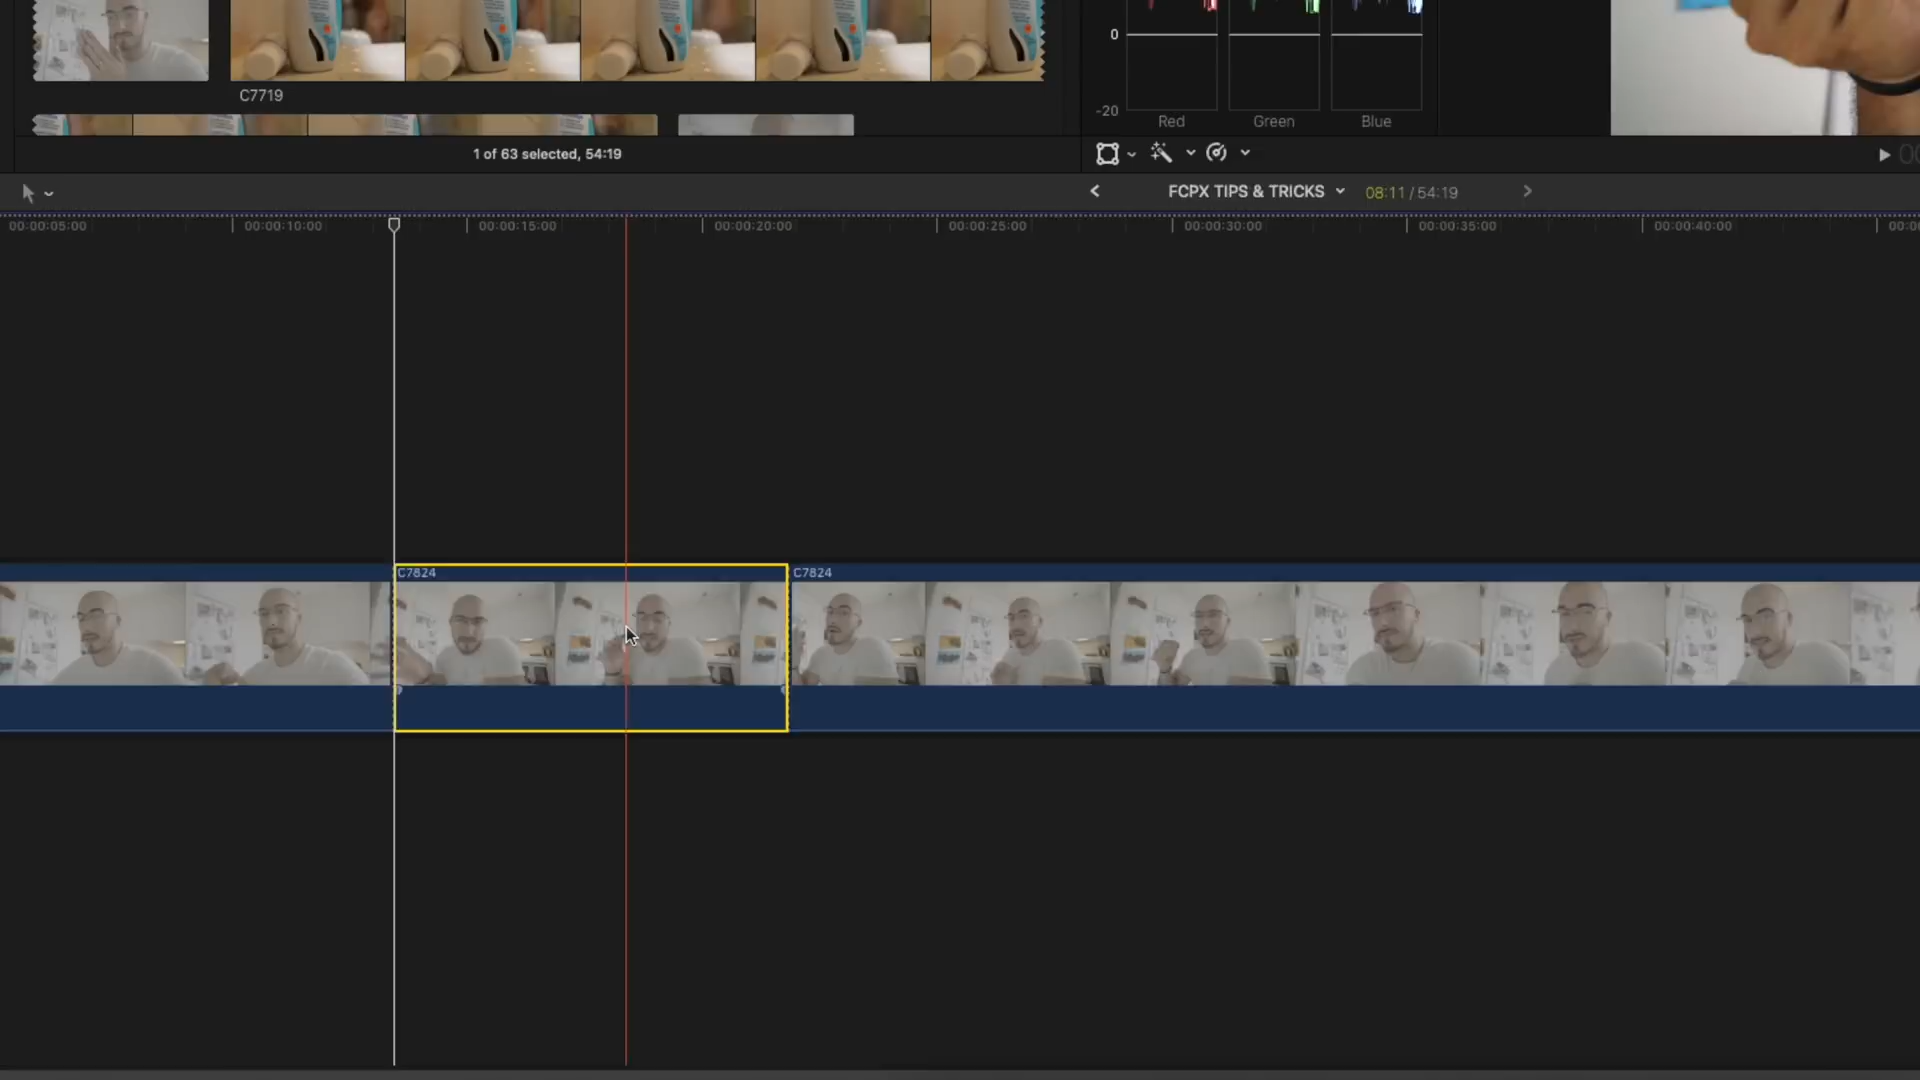 0
C7719
-20
Red Green Blue
1 of 63 selected, 54:19
FCPX TIPS & TRICKS 08:11 / 54:19
00:00:05:00 00:00:10:00 00:00:15:00 00:00:20:00 00:00:25:00 00:00:30:00 00:00:35:00 00:00:40:00
C7824 C7824